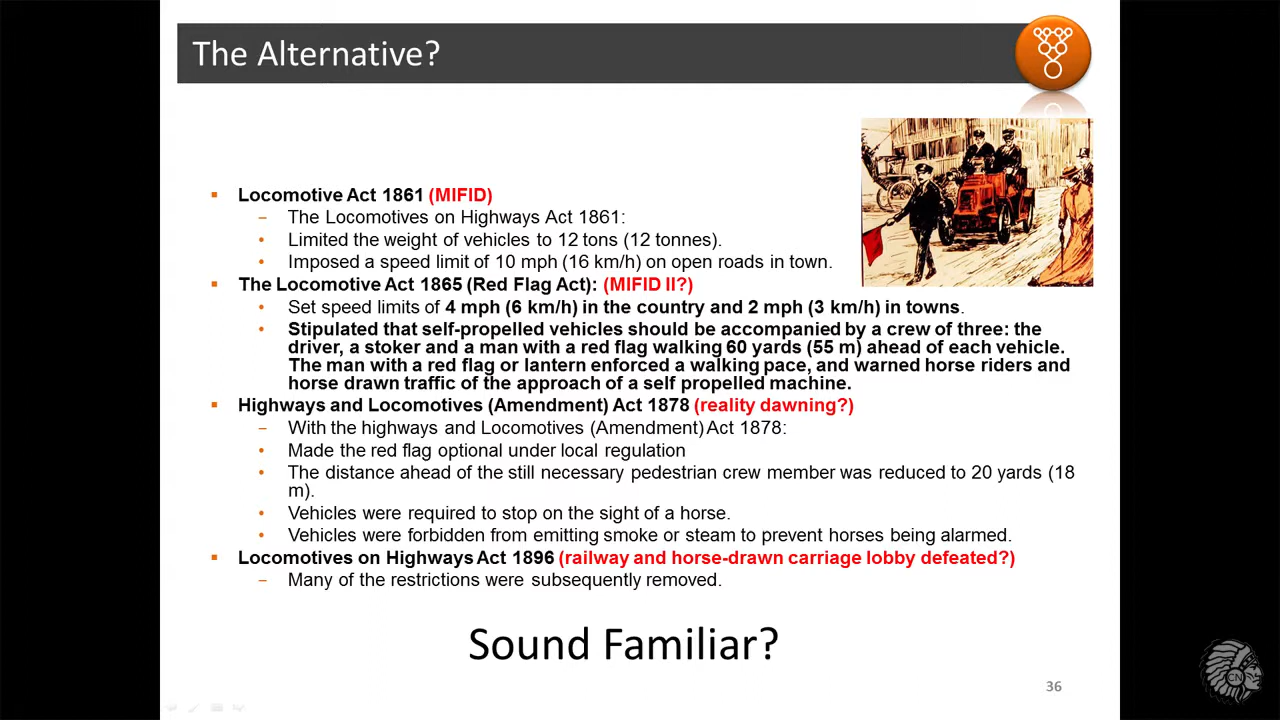 The Alternative?
Locomotive Act 1861 (MIFID)
The Locomotives on Highways Act 1861:
Limited the weight of vehicles to 12 tons (12 tonnes).
Imposed a speed limit of 10 mph (16 km/h) on open roads in town.
The Locomotive Act 1865 (Red Flag Act): (MIFID II?)
Set speed limits of 4 mph (6 km/h) in the country and 2 mph (3 km/h) in towns.
Stipulated that self-propelled vehicles should be accompanied by a crew of three: the
driver, a stoker and a man with a red flag walking 60 yards (55 m) ahead of each vehicle.
The man with a red flag or lantern enforced a walking pace, and warned horse riders and
horse drawn traffic of the approach of a self propelled machine.
Highways and Locomotives (Amendment) Act 1878 (reality dawning?)
With the highways and Locomotives (Amendment) Act 1878:
Made the red flag optional under local regulation
The distance ahead of the still necessary pedestrian crew member was reduced to 20 yards (18
m).
Vehicles were required to stop on the sight of a horse.
Vehicles were forbidden from emitting smoke or steam to prevent horses being alarmed.
Locomotives on Highways Act 1896 (railway and horse-drawn carriage lobby defeated?)
Many of the restrictions were subsequently removed.
Sound Familiar?
36
CN